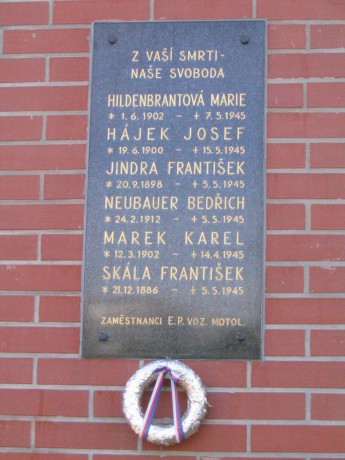 Z VAŠÍ SMRTI-
NAŠE SVOBODA
HILDENBRANTOVÁ MARIE
* 1.6.1902 - + 7.5.1945
HÁJEK JOSEF
* 19.6.1900 - + 15.5.1945
JINDRA FRANTIŠEK
* 20.9.1898 - + 5.5.1945
NEUBAUER BEDŘICH
* 24.2.1912 - + 5.5.1945
MAREK KAREL
* 12.3.1902 - + 14.4.1945
SKÁLA FRANTIŠEK
* 21.12.1886 - + 5.5.1945
ZAMĚSTNANCI E.P. VOZ. MOTOL.